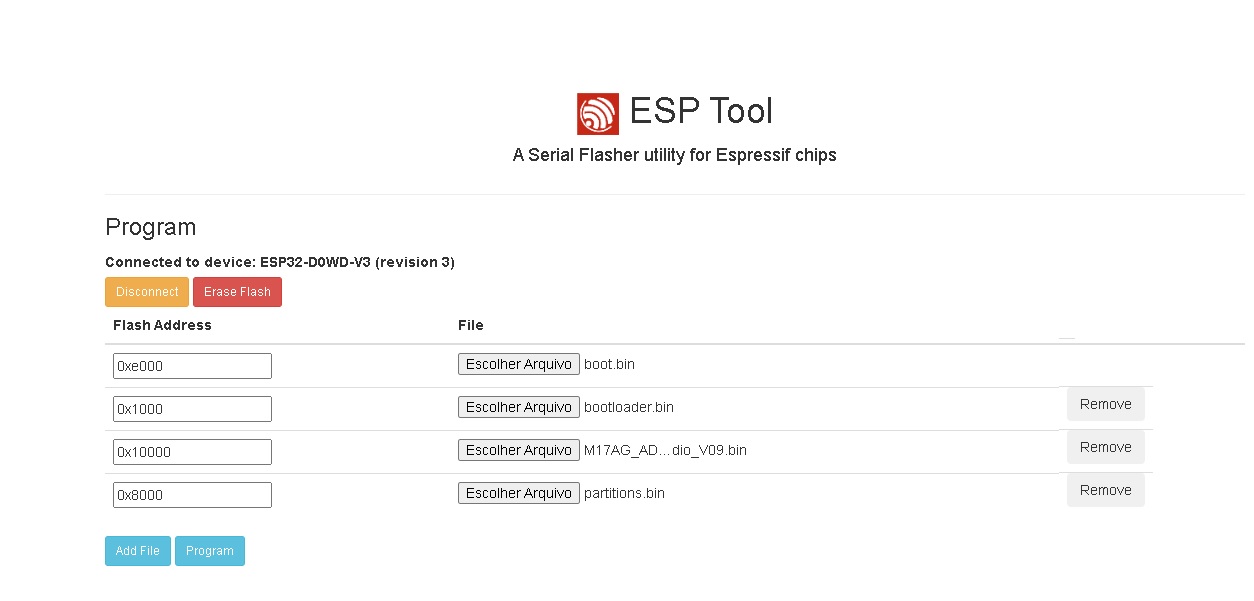 ESP Tool
A Serial Flasher utility for Espressif chips
Program
Connected to device: ESP32-D0WD-V3 (revision 3)
Disconnect Erase Flash
Flash Address File
0xe000 Escolher Arquivo boot.bin
0x1000 Escolher Arquivo bootloader.bin Remove
0x10000 Escolher Arquivo M17AG_AD...dio_V09.bin Remove
0x8000 Escolher Arquivo partitions.bin Remove
Add File Program